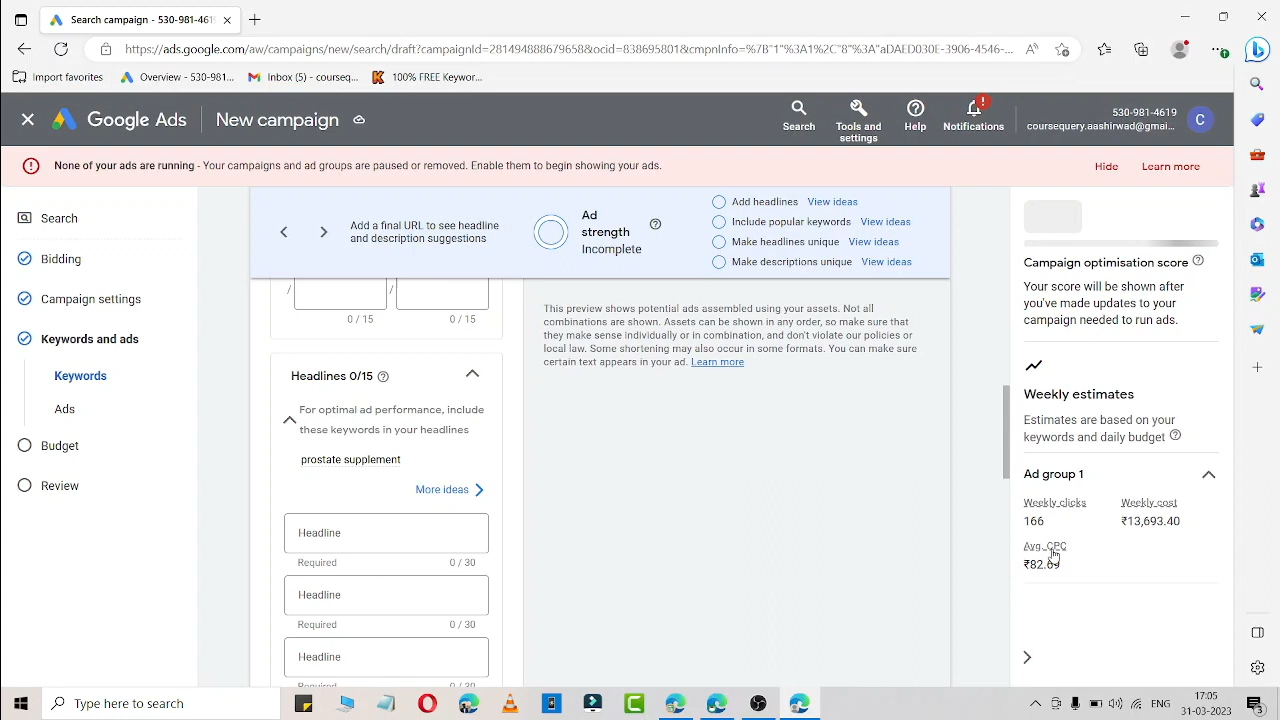 Search campaign - 530-981-4619
https://ads.google.com/aw/campaigns/new/search/draft?campaignId=281494888679658&ocid=838695801&cmpnInfo=%7B"1"%3A1%2C"8"%3A"aDAED030E-3906-4546-...
Import favorites
Overview - 530-981...
Inbox (3) - courseq...
100% FREE Keywor...
Google Ads
New campaign
Search
Tools and settings
Help
Notifications
530-981-4619
coursequery.aashirwad@gmai...
C
None of your ads are running - Your campaigns and ad groups are paused or removed. Enable them to begin showing your ads.
Hide
Learn more
Search
Bidding
Campaign settings
Keywords and ads
Keywords
Ads
Budget
Review
Add a final URL to see headline
and description suggestions
Ad
strength
Incomplete
Add headlines View ideas
Include popular keywords View ideas
Make headlines unique View ideas
Make descriptions unique View ideas
/ /
0 / 15 0 / 15
Headlines 0/15
For optimal ad performance, include
these keywords in your headlines
prostate supplement
More ideas
Headline
Required 0 / 30
Headline
Required 0 / 30
Headline
Required 0 / 30
This preview shows potential ads assembled using your assets. Not all
combinations are shown. Assets can be shown in any order, so make sure that
they make sense individually or in combination, and don't violate our policies or
local law. Some shortening may also occur in some formats. You can make sure
certain text appears in your ad. Learn more
Campaign optimisation score
Your score will be shown after
you've made updates to your
campaign needed to run ads.
Weekly estimates
Estimates are based on your
keywords and daily budget
Ad group 1
Weekly clicks Weekly cost
166 ₹13,693.40
Avg. CPC
Type here to search
ENG
17:05
31-03-2023
3